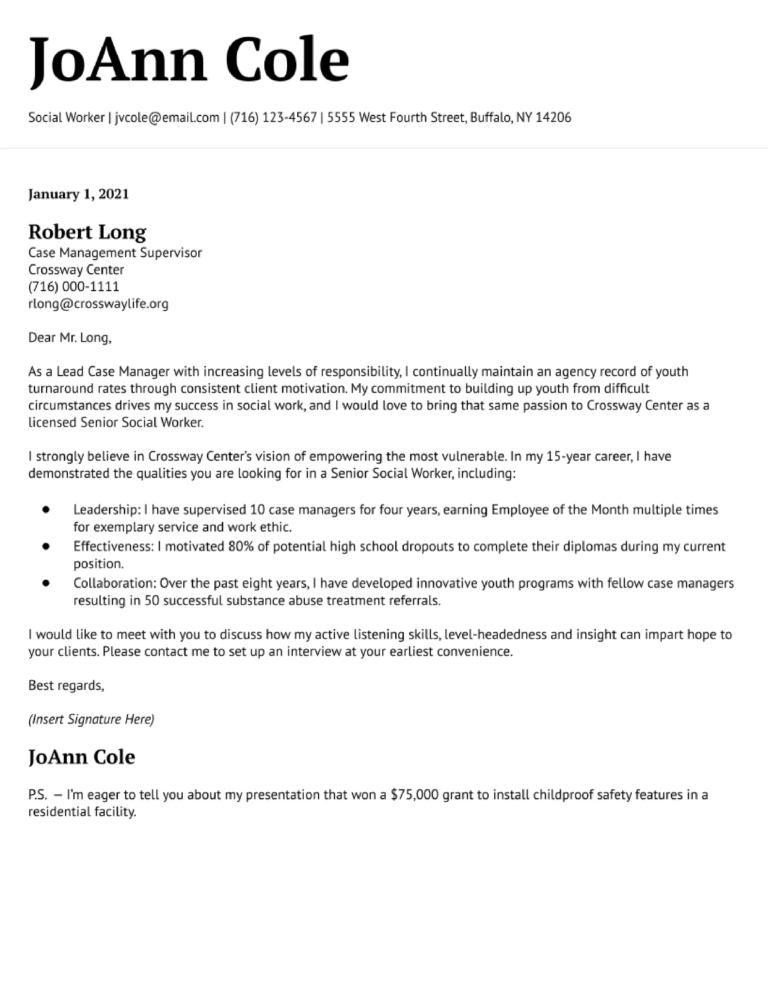 JoAnn Cole
Social Worker | jvcole@email.com | (716) 123-4567 | 5555 West Fourth Street, Buffalo, NY 14206
January 1, 2021
Robert Long
Case Management Supervisor
Crossway Center
(716) 000-1111
rlong@crosswaylife.org
Dear Mr. Long,
As a Lead Case Manager with increasing levels of responsibility, I continually maintain an agency record of youth
turnaround rates through consistent client motivation. My commitment to building up youth from difficult
circumstances drives my success in social work, and I would love to bring that same passion to Crossway Center as a
licensed Senior Social Worker.
I strongly believe in Crossway Center's vision of empowering the most vulnerable. In my 15-year career, I have
demonstrated the qualities you are looking for in a Senior Social Worker, including:
● Leadership: I have supervised 10 case managers for four years, earning Employee of the Month multiple times
for exemplary service and work ethic.
● Effectiveness: I motivated 80% of potential high school dropouts to complete their diplomas during my current
position.
● Collaboration: Over the past eight years, I have developed innovative youth programs with fellow case managers
resulting in 50 successful substance abuse treatment referrals.
I would like to meet with you to discuss how my active listening skills, level-headedness and insight can impart hope to
your clients. Please contact me to set up an interview at your earliest convenience.
Best regards,
(Insert Signature Here)
JoAnn Cole
P.S. — I'm eager to tell you about my presentation that won a $75,000 grant to install childproof safety features in a
residential facility.